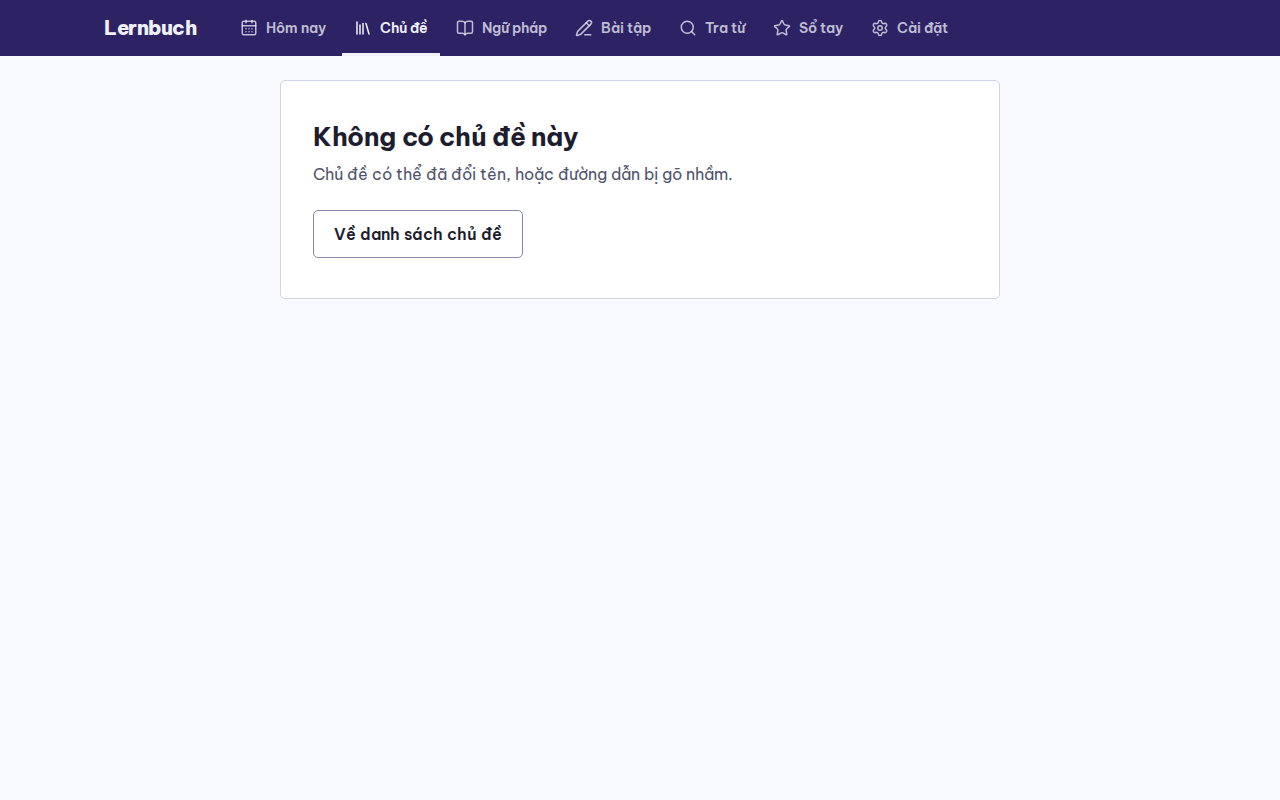 Lernbuch
Hôm nay
Chủ đề
Ngữ pháp
Bài tập
Tra từ
Sổ tay
Cài đặt
Không có chủ đề này
Chủ đề có thể đã đổi tên, hoặc đường dẫn bị gõ nhầm.
Về danh sách chủ đề